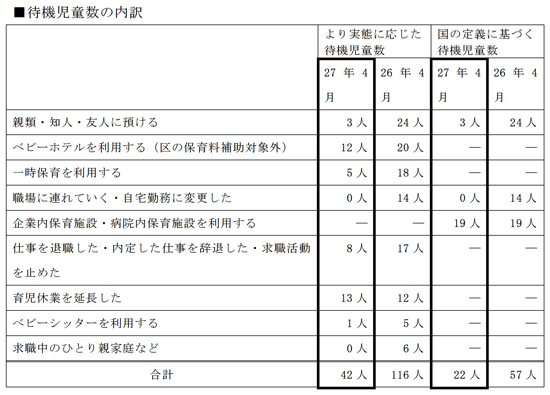 ■待機児童数の内訳
より実態に応じた 国の定義に基づく
待機児童数 待機児童数
27 年 4 26 年 4 27 年 4 26 年 4
月 月 月 月
親類・知人・友人に預ける 3 人 24 人 3 人 24 人
ベビーホテルを利用する（区の保育料補助対象外） 12 人 20 人 ― ―
一時保育を利用する 5 人 18 人 ― ―
職場に連れていく・自宅勤務に変更した 0 人 14 人 0 人 14 人
企業内保育施設・病院内保育施設を利用する ― ― 19 人 19 人
仕事を退職した・内定した仕事を辞退した・求職活動 8 人 17 人 ― ―
を止めた
育児休業を延長した 13 人 12 人 ― ―
ベビーシッターを利用する 1 人 5 人 ― ―
求職中のひとり親家庭など 0 人 6 人 ― ―
合計 42 人 116 人 22 人 57 人